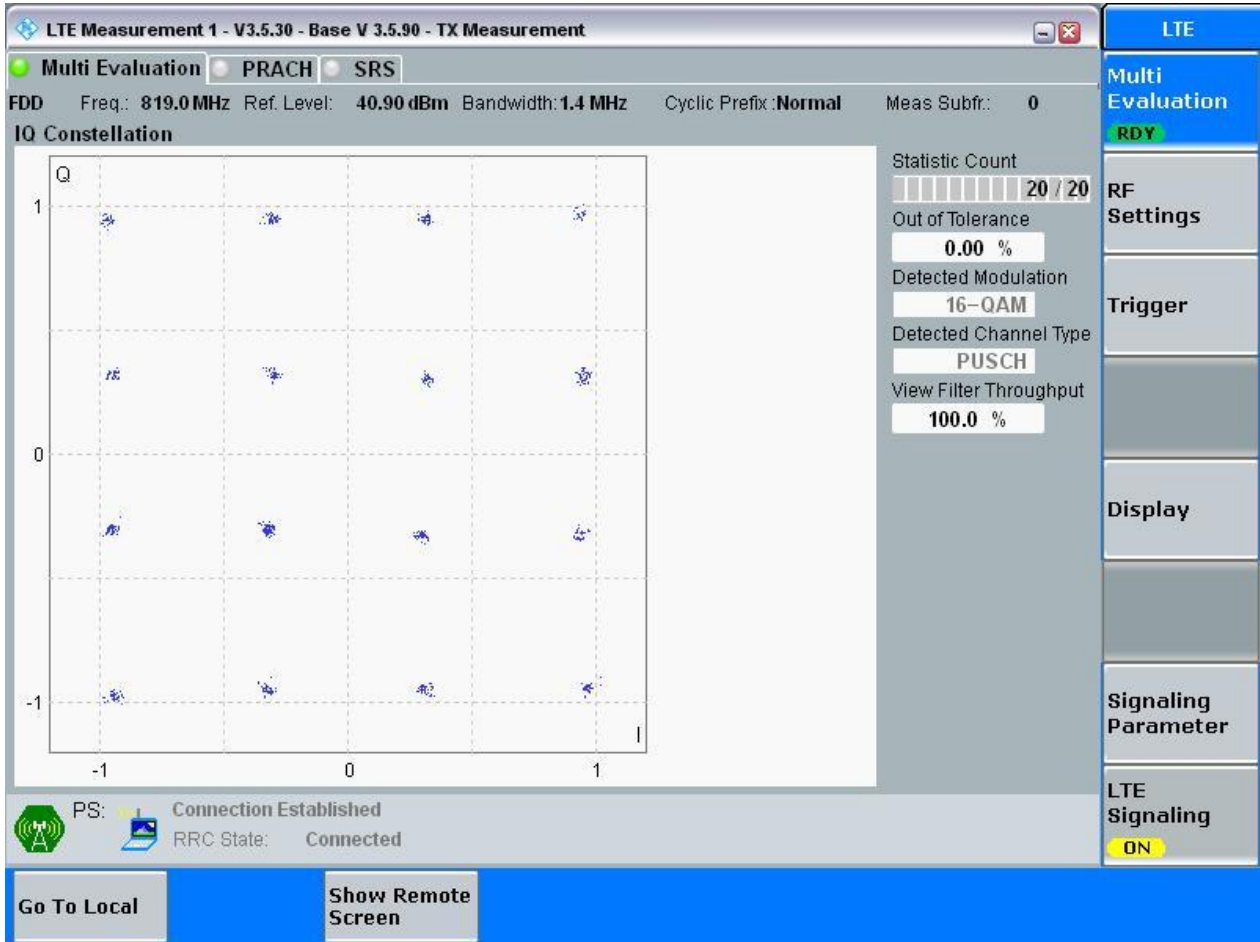 LTE Measurement 1 - V3.5.30 - Base V 3.5.90 - TX Measurement
LTE
Multi Evaluation PRACH SRS
FDD Freq.: 819.0 MHz Ref. Level: 40.90 dBm Bandwidth: 1.4 MHz Cyclic Prefix :Normal Meas Subfr.: 0
IQ Constellation
Q
1
0
-1
-1 0 1
I
Statistic Count
20 / 20
Out of Tolerance
0.00 %
Detected Modulation
16-QAM
Detected Channel Type
PUSCH
View Filter Throughput
100.0 %
Multi
Evaluation
RDY
RF
Settings
Trigger
Display
Signaling
Parameter
LTE
Signaling
ON
PS: Connection Established
RRC State: Connected
Go To Local
Show Remote
Screen